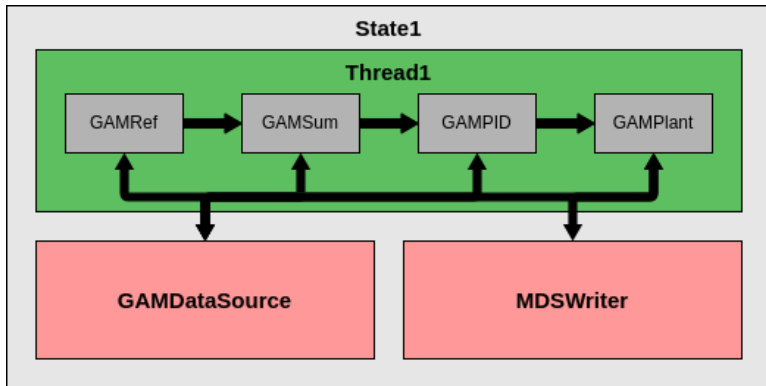 State1
Thread1
GAMRef
GAMSum
GAMPID
GAMPlant
GAMDataSource
MDSWriter